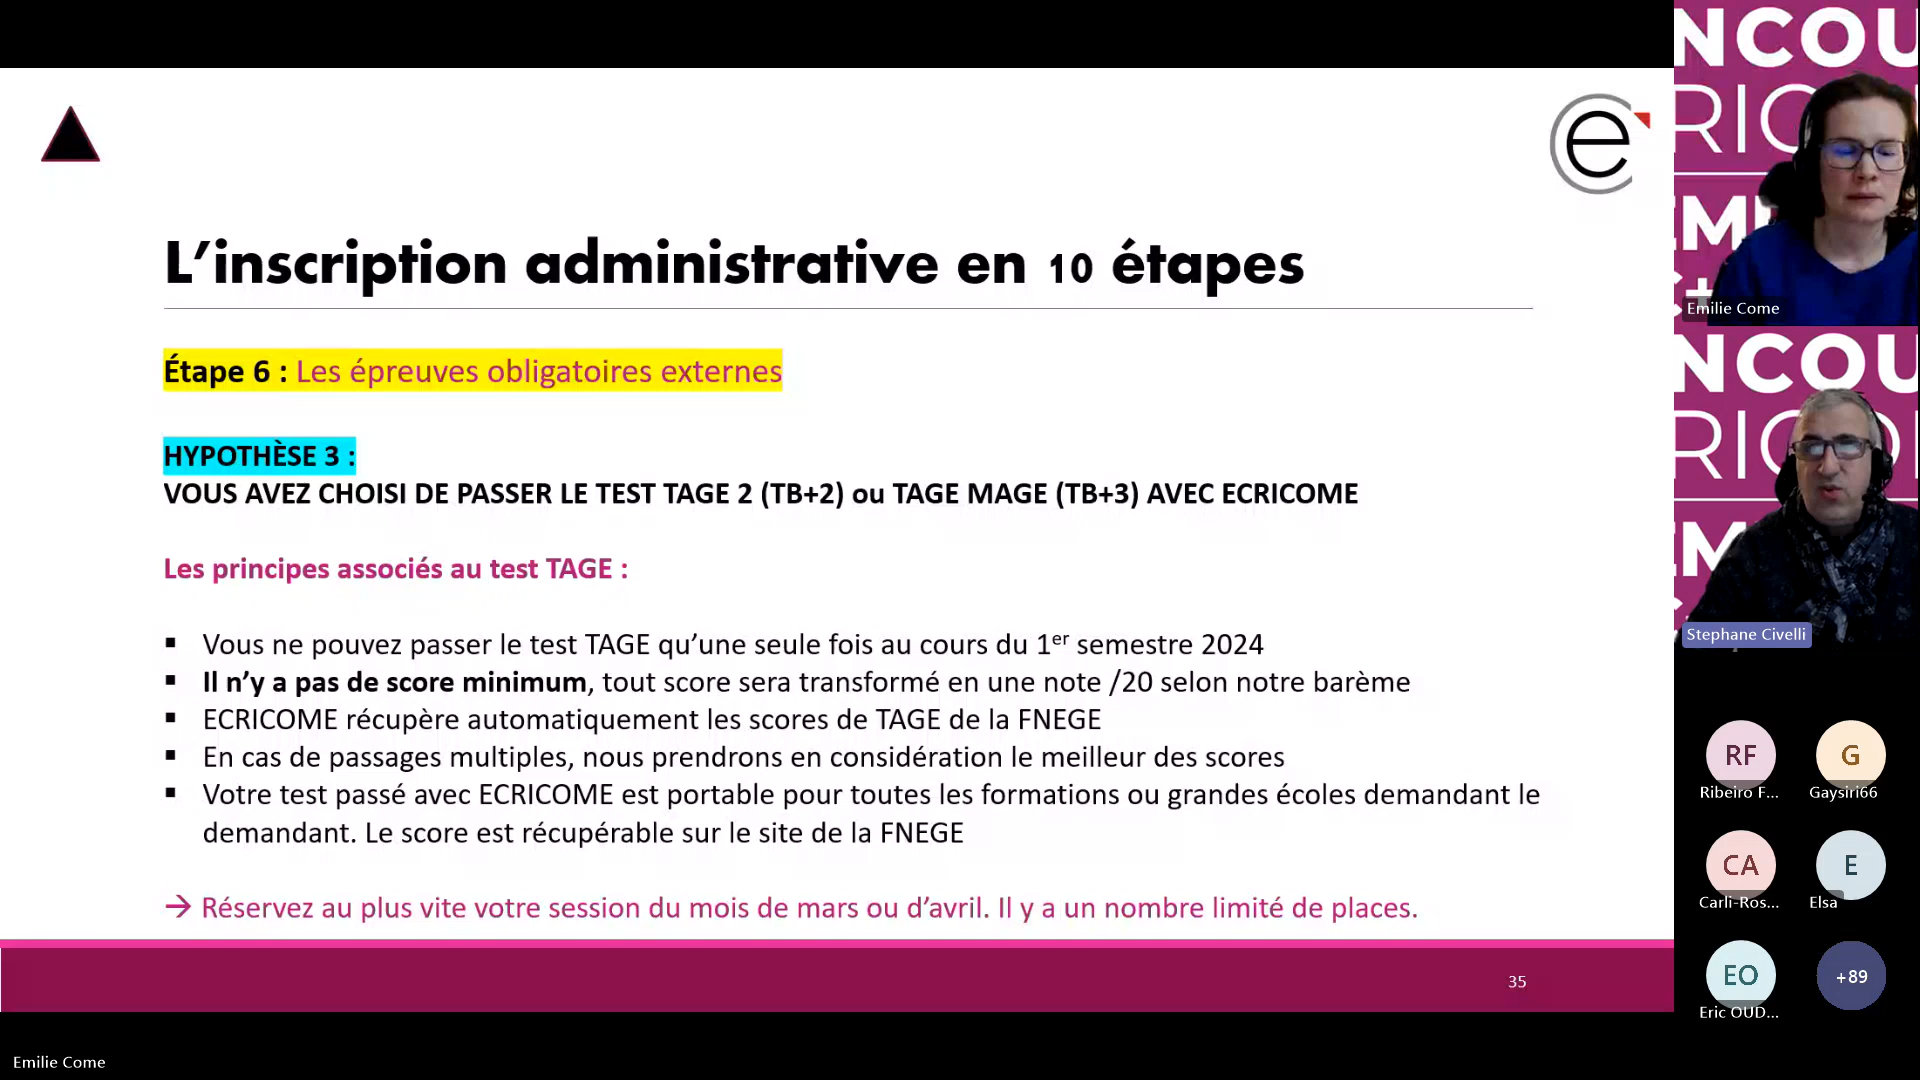 L’inscription administrative en 10 étapes
Étape 6 : Les épreuves obligatoires externes
HYPOTHÈSE 3 :
VOUS AVEZ CHOISI DE PASSER LE TEST TAGE 2 (TB+2) ou TAGE MAGE (TB+3) AVEC ECRICOME
Les principes associés au test TAGE :
▪ Vous ne pouvez passer le test TAGE qu’une seule fois au cours du 1er semestre 2024
▪ Il n’y a pas de score minimum, tout score sera transformé en une note /20 selon notre barème
▪ ECRICOME récupère automatiquement les scores de TAGE de la FNEGE
▪ En cas de passages multiples, nous prendrons en considération le meilleur des scores
▪ Votre test passé avec ECRICOME est portable pour toutes les formations ou grandes écoles demandant le
demandant. Le score est récupérable sur le site de la FNEGE
→ Réservez au plus vite votre session du mois de mars ou d’avril. Il y a un nombre limité de places.
35
e
NCOU
RIC
EM
C+
Emilie Come
NCOU
RICO
EM
Stephane Civelli
RF
Ribeiro F...
G
Gaysiri66
CA
Carli-Ros...
E
Elsa
EO
Eric OUD...
+89
Emilie Come